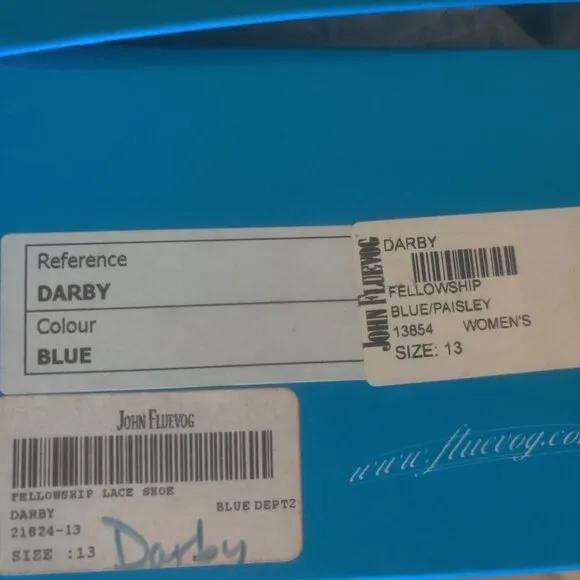 Reference
DARBY
Colour
BLUE
JOHN FLUEVOG
DARBY
FELLOWSHIP
BLUE/PAISLEY
13854 WOMEN'S
SIZE: 13
JOHN FLUEVOG
FELLOWSHIP LACE SHOE
DARBY BLUE DEPT2
21824-13
SIZE :13
Darby
www.fluevog.co